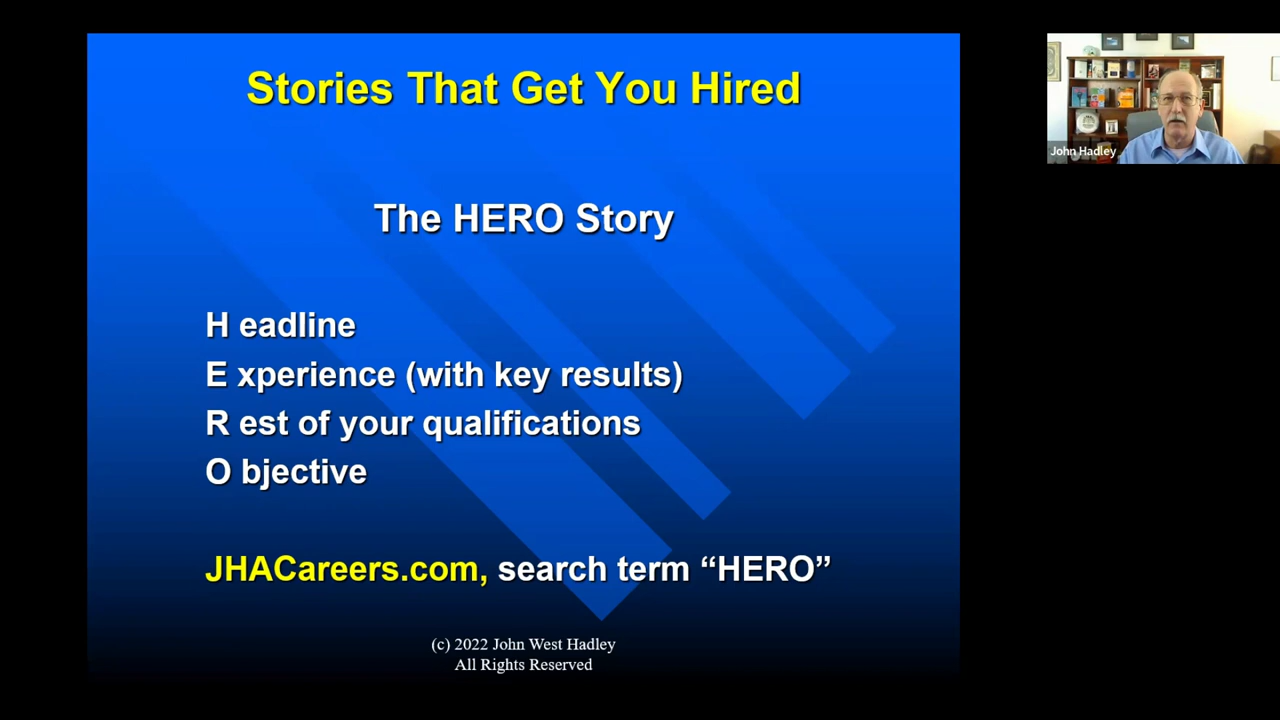 Stories That Get You Hired
The HERO Story
H eadline
E xperience (with key results)
R est of your qualifications
O bjective
JHACareers.com, search term “HERO”
(c) 2022 John West Hadley
All Rights Reserved
John Hadley